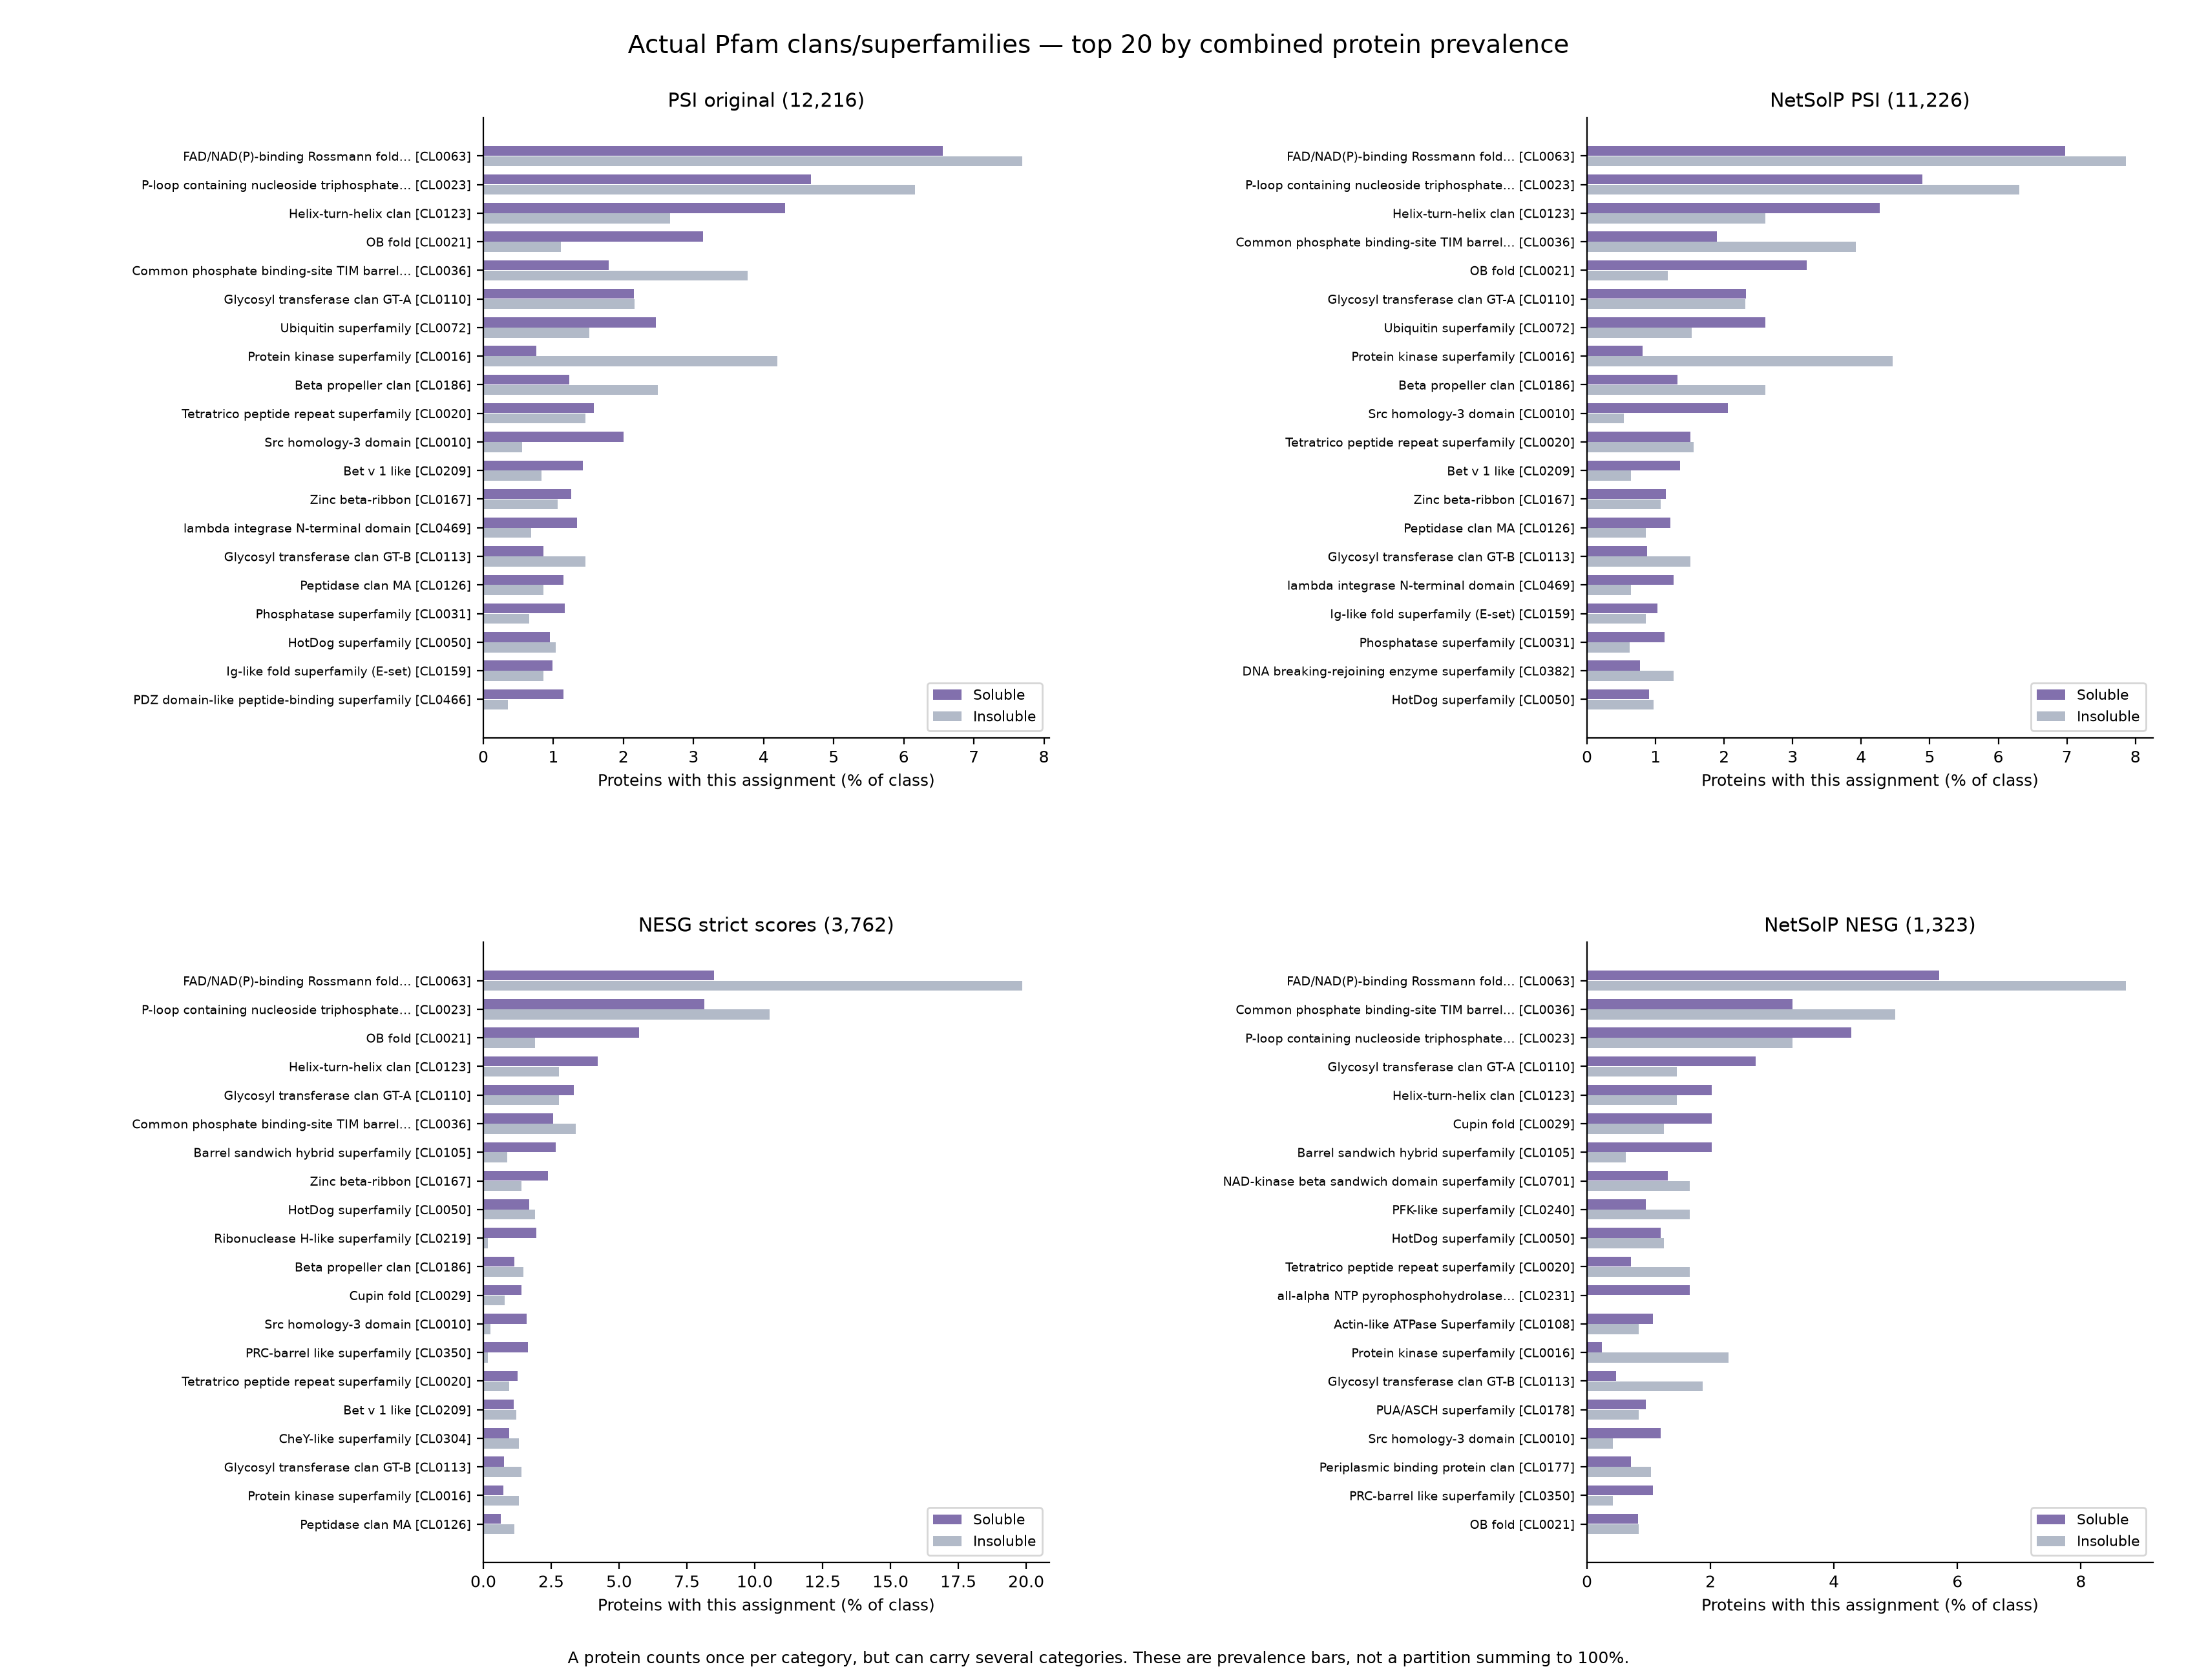 Actual Pfam clans/superfamilies — top 20 by combined protein prevalence
PSI original (12,216)
FAD/NAD(P)-binding Rossmann fold… [CL0063]
P-loop containing nucleoside triphosphate… [CL0023]
Helix-turn-helix clan [CL0123]
OB fold [CL0021]
Common phosphate binding-site TIM barrel… [CL0036]
Glycosyl transferase clan GT-A [CL0110]
Ubiquitin superfamily [CL0072]
Protein kinase superfamily [CL0016]
Beta propeller clan [CL0186]
Tetratrico peptide repeat superfamily [CL0020]
Src homology-3 domain [CL0010]
Bet v 1 like [CL0209]
Zinc beta-ribbon [CL0167]
lambda integrase N-terminal domain [CL0469]
Glycosyl transferase clan GT-B [CL0113]
Peptidase clan MA [CL0126]
Phosphatase superfamily [CL0031]
HotDog superfamily [CL0050]
Ig-like fold superfamily (E-set) [CL0159]
PDZ domain-like peptide-binding superfamily [CL0466]
Soluble
Insoluble
0 1 2 3 4 5 6 7 8
Proteins with this assignment (% of class)
NetSolP PSI (11,226)
FAD/NAD(P)-binding Rossmann fold… [CL0063]
P-loop containing nucleoside triphosphate… [CL0023]
Helix-turn-helix clan [CL0123]
Common phosphate binding-site TIM barrel… [CL0036]
OB fold [CL0021]
Glycosyl transferase clan GT-A [CL0110]
Ubiquitin superfamily [CL0072]
Protein kinase superfamily [CL0016]
Beta propeller clan [CL0186]
Src homology-3 domain [CL0010]
Tetratrico peptide repeat superfamily [CL0020]
Bet v 1 like [CL0209]
Zinc beta-ribbon [CL0167]
Peptidase clan MA [CL0126]
Glycosyl transferase clan GT-B [CL0113]
lambda integrase N-terminal domain [CL0469]
Ig-like fold superfamily (E-set) [CL0159]
Phosphatase superfamily [CL0031]
DNA breaking-rejoining enzyme superfamily [CL0382]
HotDog superfamily [CL0050]
Soluble
Insoluble
0 1 2 3 4 5 6 7 8
Proteins with this assignment (% of class)
NESG strict scores (3,762)
FAD/NAD(P)-binding Rossmann fold… [CL0063]
P-loop containing nucleoside triphosphate… [CL0023]
OB fold [CL0021]
Helix-turn-helix clan [CL0123]
Glycosyl transferase clan GT-A [CL0110]
Common phosphate binding-site TIM barrel… [CL0036]
Barrel sandwich hybrid superfamily [CL0105]
Zinc beta-ribbon [CL0167]
HotDog superfamily [CL0050]
Ribonuclease H-like superfamily [CL0219]
Beta propeller clan [CL0186]
Cupin fold [CL0029]
Src homology-3 domain [CL0010]
PRC-barrel like superfamily [CL0350]
Tetratrico peptide repeat superfamily [CL0020]
Bet v 1 like [CL0209]
CheY-like superfamily [CL0304]
Glycosyl transferase clan GT-B [CL0113]
Protein kinase superfamily [CL0016]
Peptidase clan MA [CL0126]
Soluble
Insoluble
0.0 2.5 5.0 7.5 10.0 12.5 15.0 17.5 20.0
Proteins with this assignment (% of class)
NetSolP NESG (1,323)
FAD/NAD(P)-binding Rossmann fold… [CL0063]
Common phosphate binding-site TIM barrel… [CL0036]
P-loop containing nucleoside triphosphate… [CL0023]
Glycosyl transferase clan GT-A [CL0110]
Helix-turn-helix clan [CL0123]
Cupin fold [CL0029]
Barrel sandwich hybrid superfamily [CL0105]
NAD-kinase beta sandwich domain superfamily [CL0701]
PFK-like superfamily [CL0240]
HotDog superfamily [CL0050]
Tetratrico peptide repeat superfamily [CL0020]
all-alpha NTP pyrophosphohydrolase… [CL0231]
Actin-like ATPase Superfamily [CL0108]
Protein kinase superfamily [CL0016]
Glycosyl transferase clan GT-B [CL0113]
PUA/ASCH superfamily [CL0178]
Src homology-3 domain [CL0010]
Periplasmic binding protein clan [CL0177]
PRC-barrel like superfamily [CL0350]
OB fold [CL0021]
Soluble
Insoluble
0 2 4 6 8
Proteins with this assignment (% of class)
A protein counts once per category, but can carry several categories. These are prevalence bars, not a partition summing to 100%.